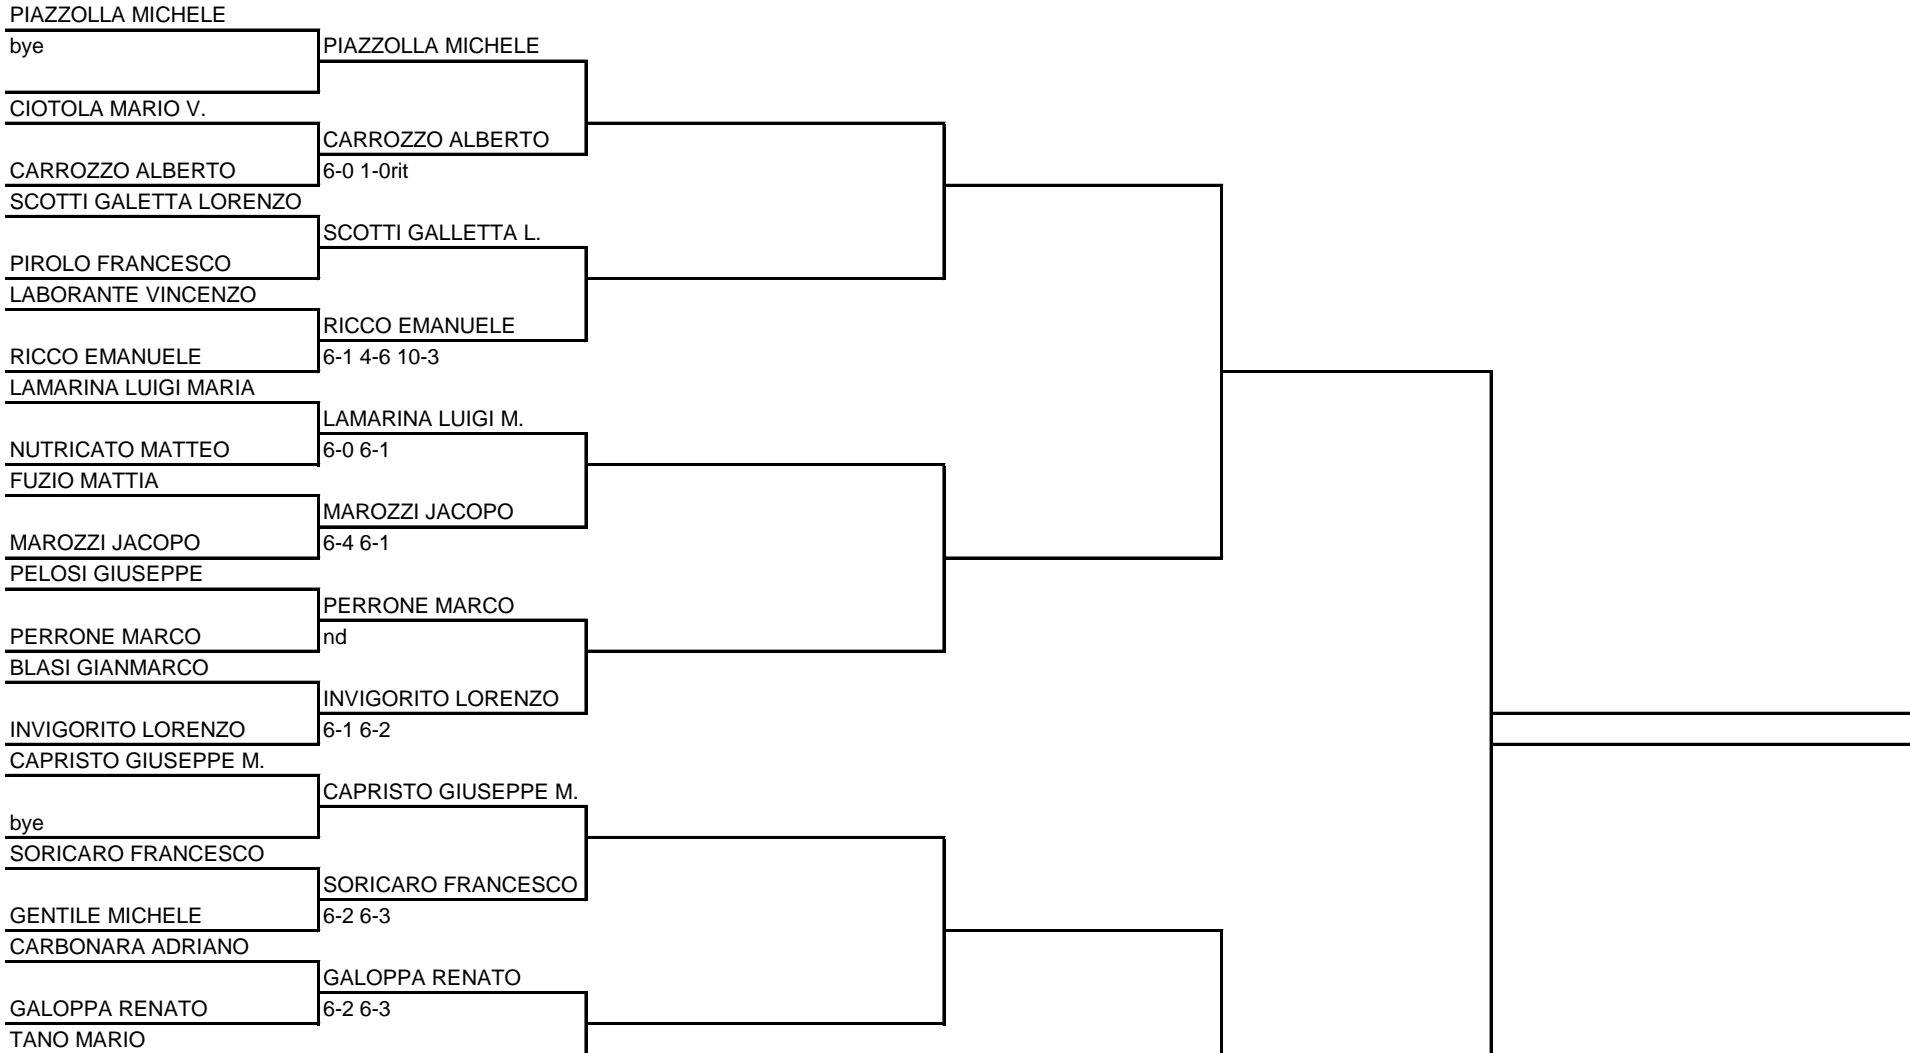 PIAZZOLLA MICHELE
bye
PIAZZOLLA MICHELE
CIOTOLA MARIO V.
CARROZZO ALBERTO
CARROZZO ALBERTO
6-0 1-0rit
SCOTTI GALETTA LORENZO
SCOTTI GALLETTA L.
PIROLO FRANCESCO
LABORANTE VINCENZO
RICCO EMANUELE
RICCO EMANUELE
6-1 4-6 10-3
LAMARINA LUIGI MARIA
LAMARINA LUIGI M.
NUTRICATO MATTEO
6-0 6-1
FUZIO MATTIA
MAROZZI JACOPO
MAROZZI JACOPO
6-4 6-1
PELOSI GIUSEPPE
PERRONE MARCO
PERRONE MARCO
nd
BLASI GIANMARCO
INVIGORITO LORENZO
INVIGORITO LORENZO
6-1 6-2
CAPRISTO GIUSEPPE M.
CAPRISTO GIUSEPPE M.
bye
SORICARO FRANCESCO
SORICARO FRANCESCO
GENTILE MICHELE
6-2 6-3
CARBONARA ADRIANO
GALOPPA RENATO
GALOPPA RENATO
6-2 6-3
TANO MARIO